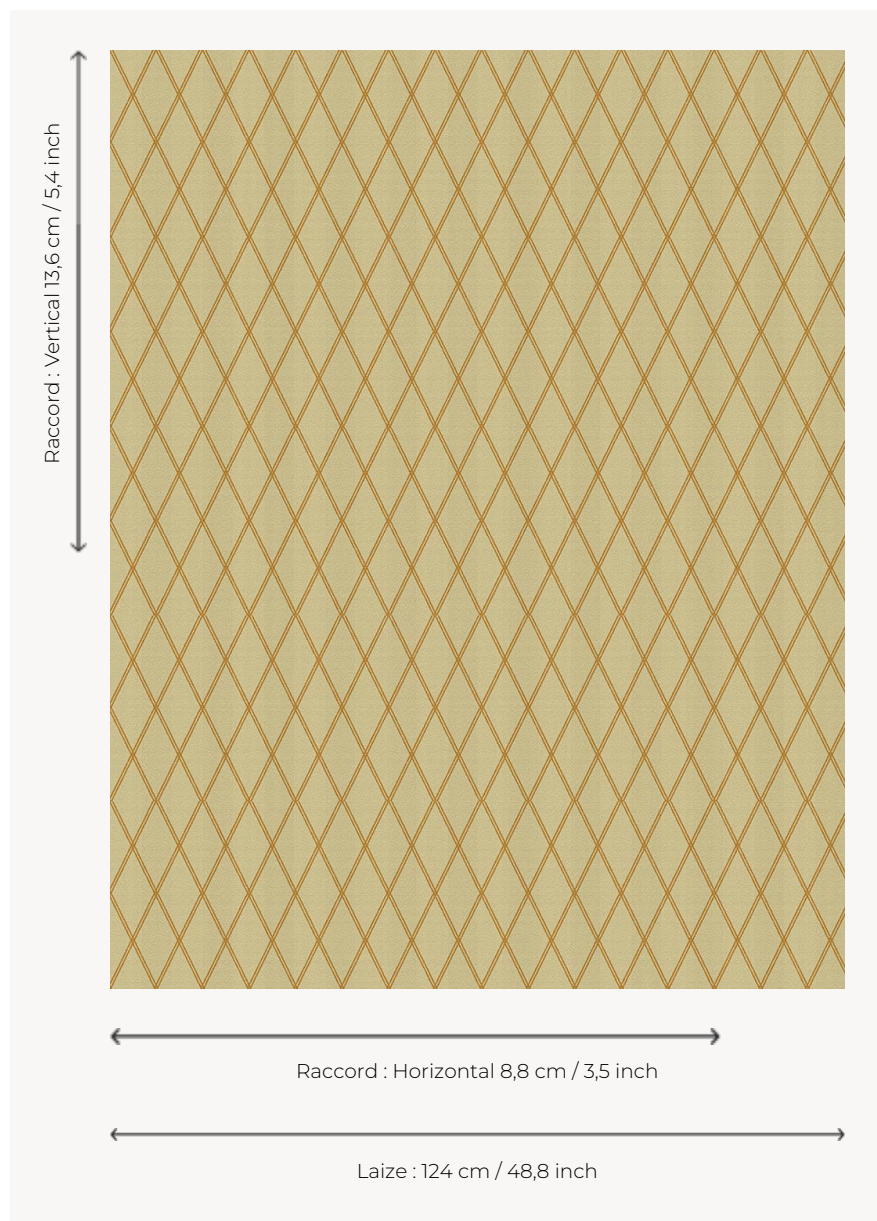 Raccord : Vertical 13,6 cm / 5,4 inch
Raccord : Horizontal 8,8 cm / 3,5 inch
Laize : 124 cm / 48,8 inch